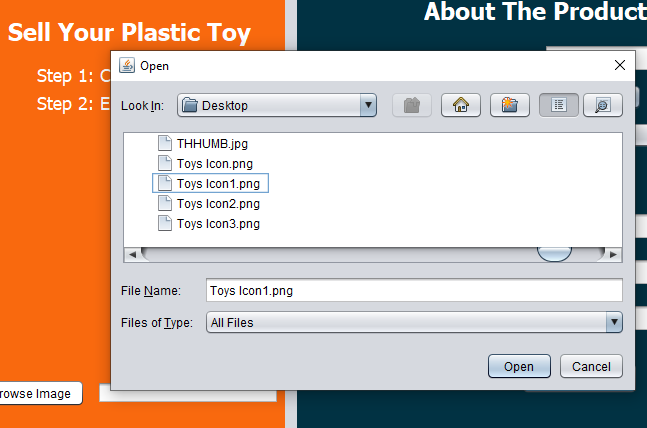 About The Product
Sell Your Plastic Toy
Step 1:
Step 2:
Open
Look In:
Desktop
THHUMB.jpg
Toys Icon.png
Toys Icon1.png
Toys Icon2.png
Toys Icon3.png
File Name:
Toys Icon1.png
Files of Type:
All Files
Open
Cancel
rowse Image